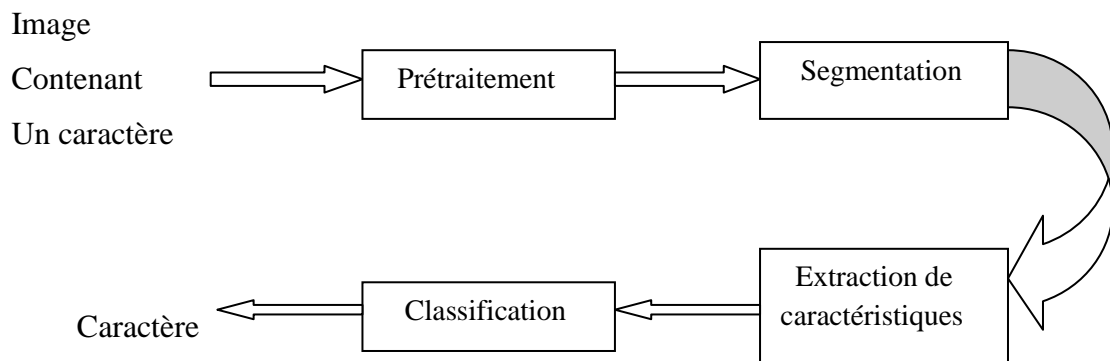 Image
Contenant
Un caractère
Prétraitement
Segmentation
Extraction de
caractéristiques
Classification
Caractère